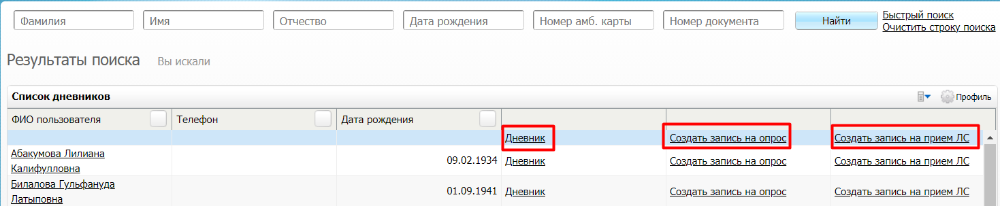 Фамилия Имя Отчество Дата рождения Номер амб. карты Номер документа Найти Быстрый поиск
Очистить строку поиска
Результаты поиска Вы искали
Список дневников Профиль
ФИО пользователя Телефон Дата рождения
Дневник Создать запись на опрос Создать запись на прием ЛС
Абакумова Лилиана
Калифулловна 09.02.1934 Дневник Создать запись на опрос Создать запись на прием ЛС
Билалова Гульфануда
Латыповна 01.09.1941 Дневник Создать запись на опрос Создать запись на прием ЛС